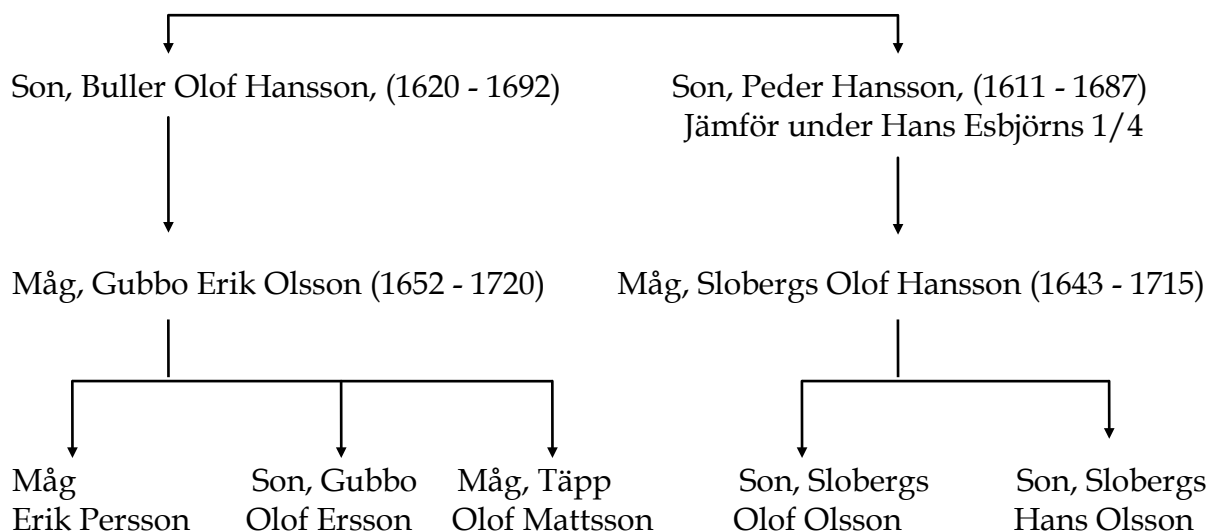 Son, Buller Olof Hansson, (1620 - 1692)
Son, Peder Hansson, (1611 - 1687)
Jämför under Hans Esbjörns 1/4
Måg, Gubbo Erik Olsson (1652 - 1720)
Måg, Slobergs Olof Hansson (1643 - 1715)
Måg
Erik Persson
Son, Gubbo
Olof Ersson
Måg, Täpp
Olof Mattsson
Son, Slobergs
Olof Olsson
Son, Slobergs
Hans Olsson